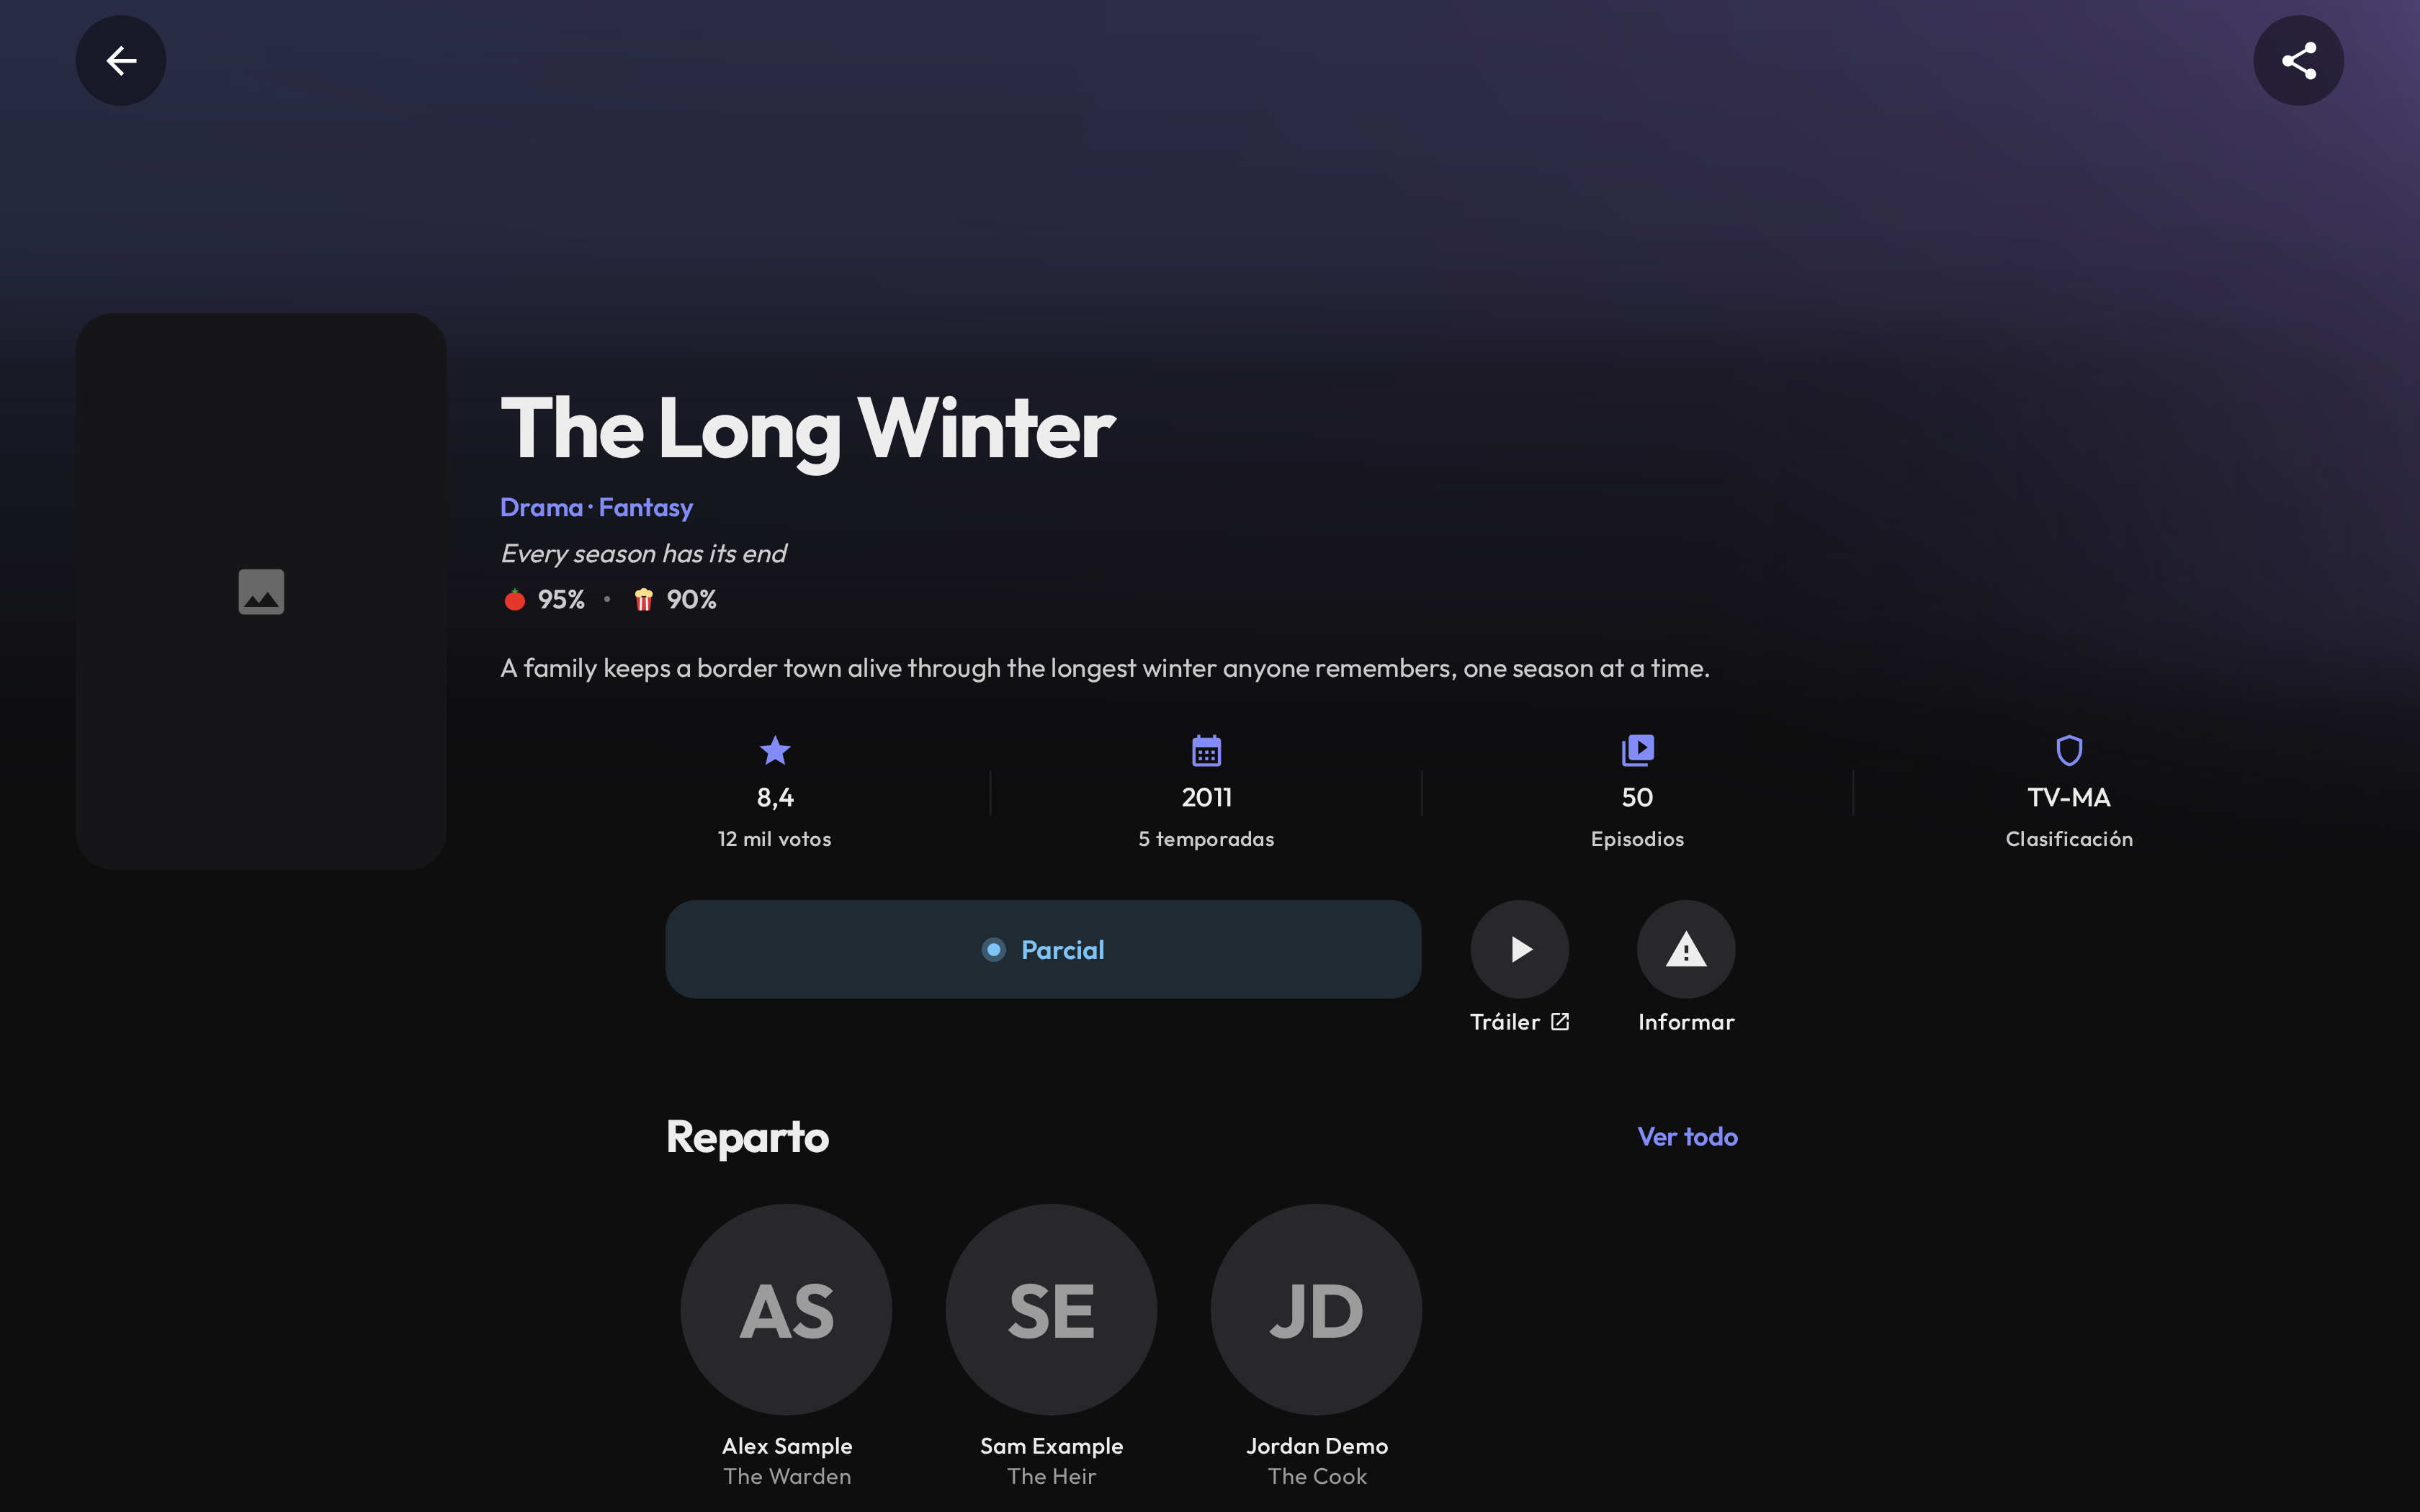 The Long Winter
Drama · Fantasy
Every season has its end
95% • 90%
A family keeps a border town alive through the longest winter anyone remembers, one season at a time.
8,4
12 mil votos
2011
5 temporadas
50
Episodios
TV-MA
Clasificación
Parcial
Tráiler
Informar
Reparto
Ver todo
AS
SE
JD
Alex Sample
The Warden
Sam Example
The Heir
Jordan Demo
The Cook